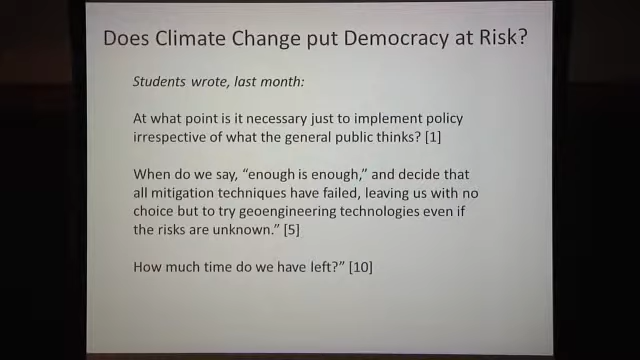 Does Climate Change put Democracy at Risk?
Students wrote, last month:
At what point is it necessary just to implement policy
irrespective of what the general public thinks? [1]
When do we say, “enough is enough,” and decide that
all mitigation techniques have failed, leaving us with no
choice but to try geoengineering technologies even if
the risks are unknown.” [5]
How much time do we have left?” [10]